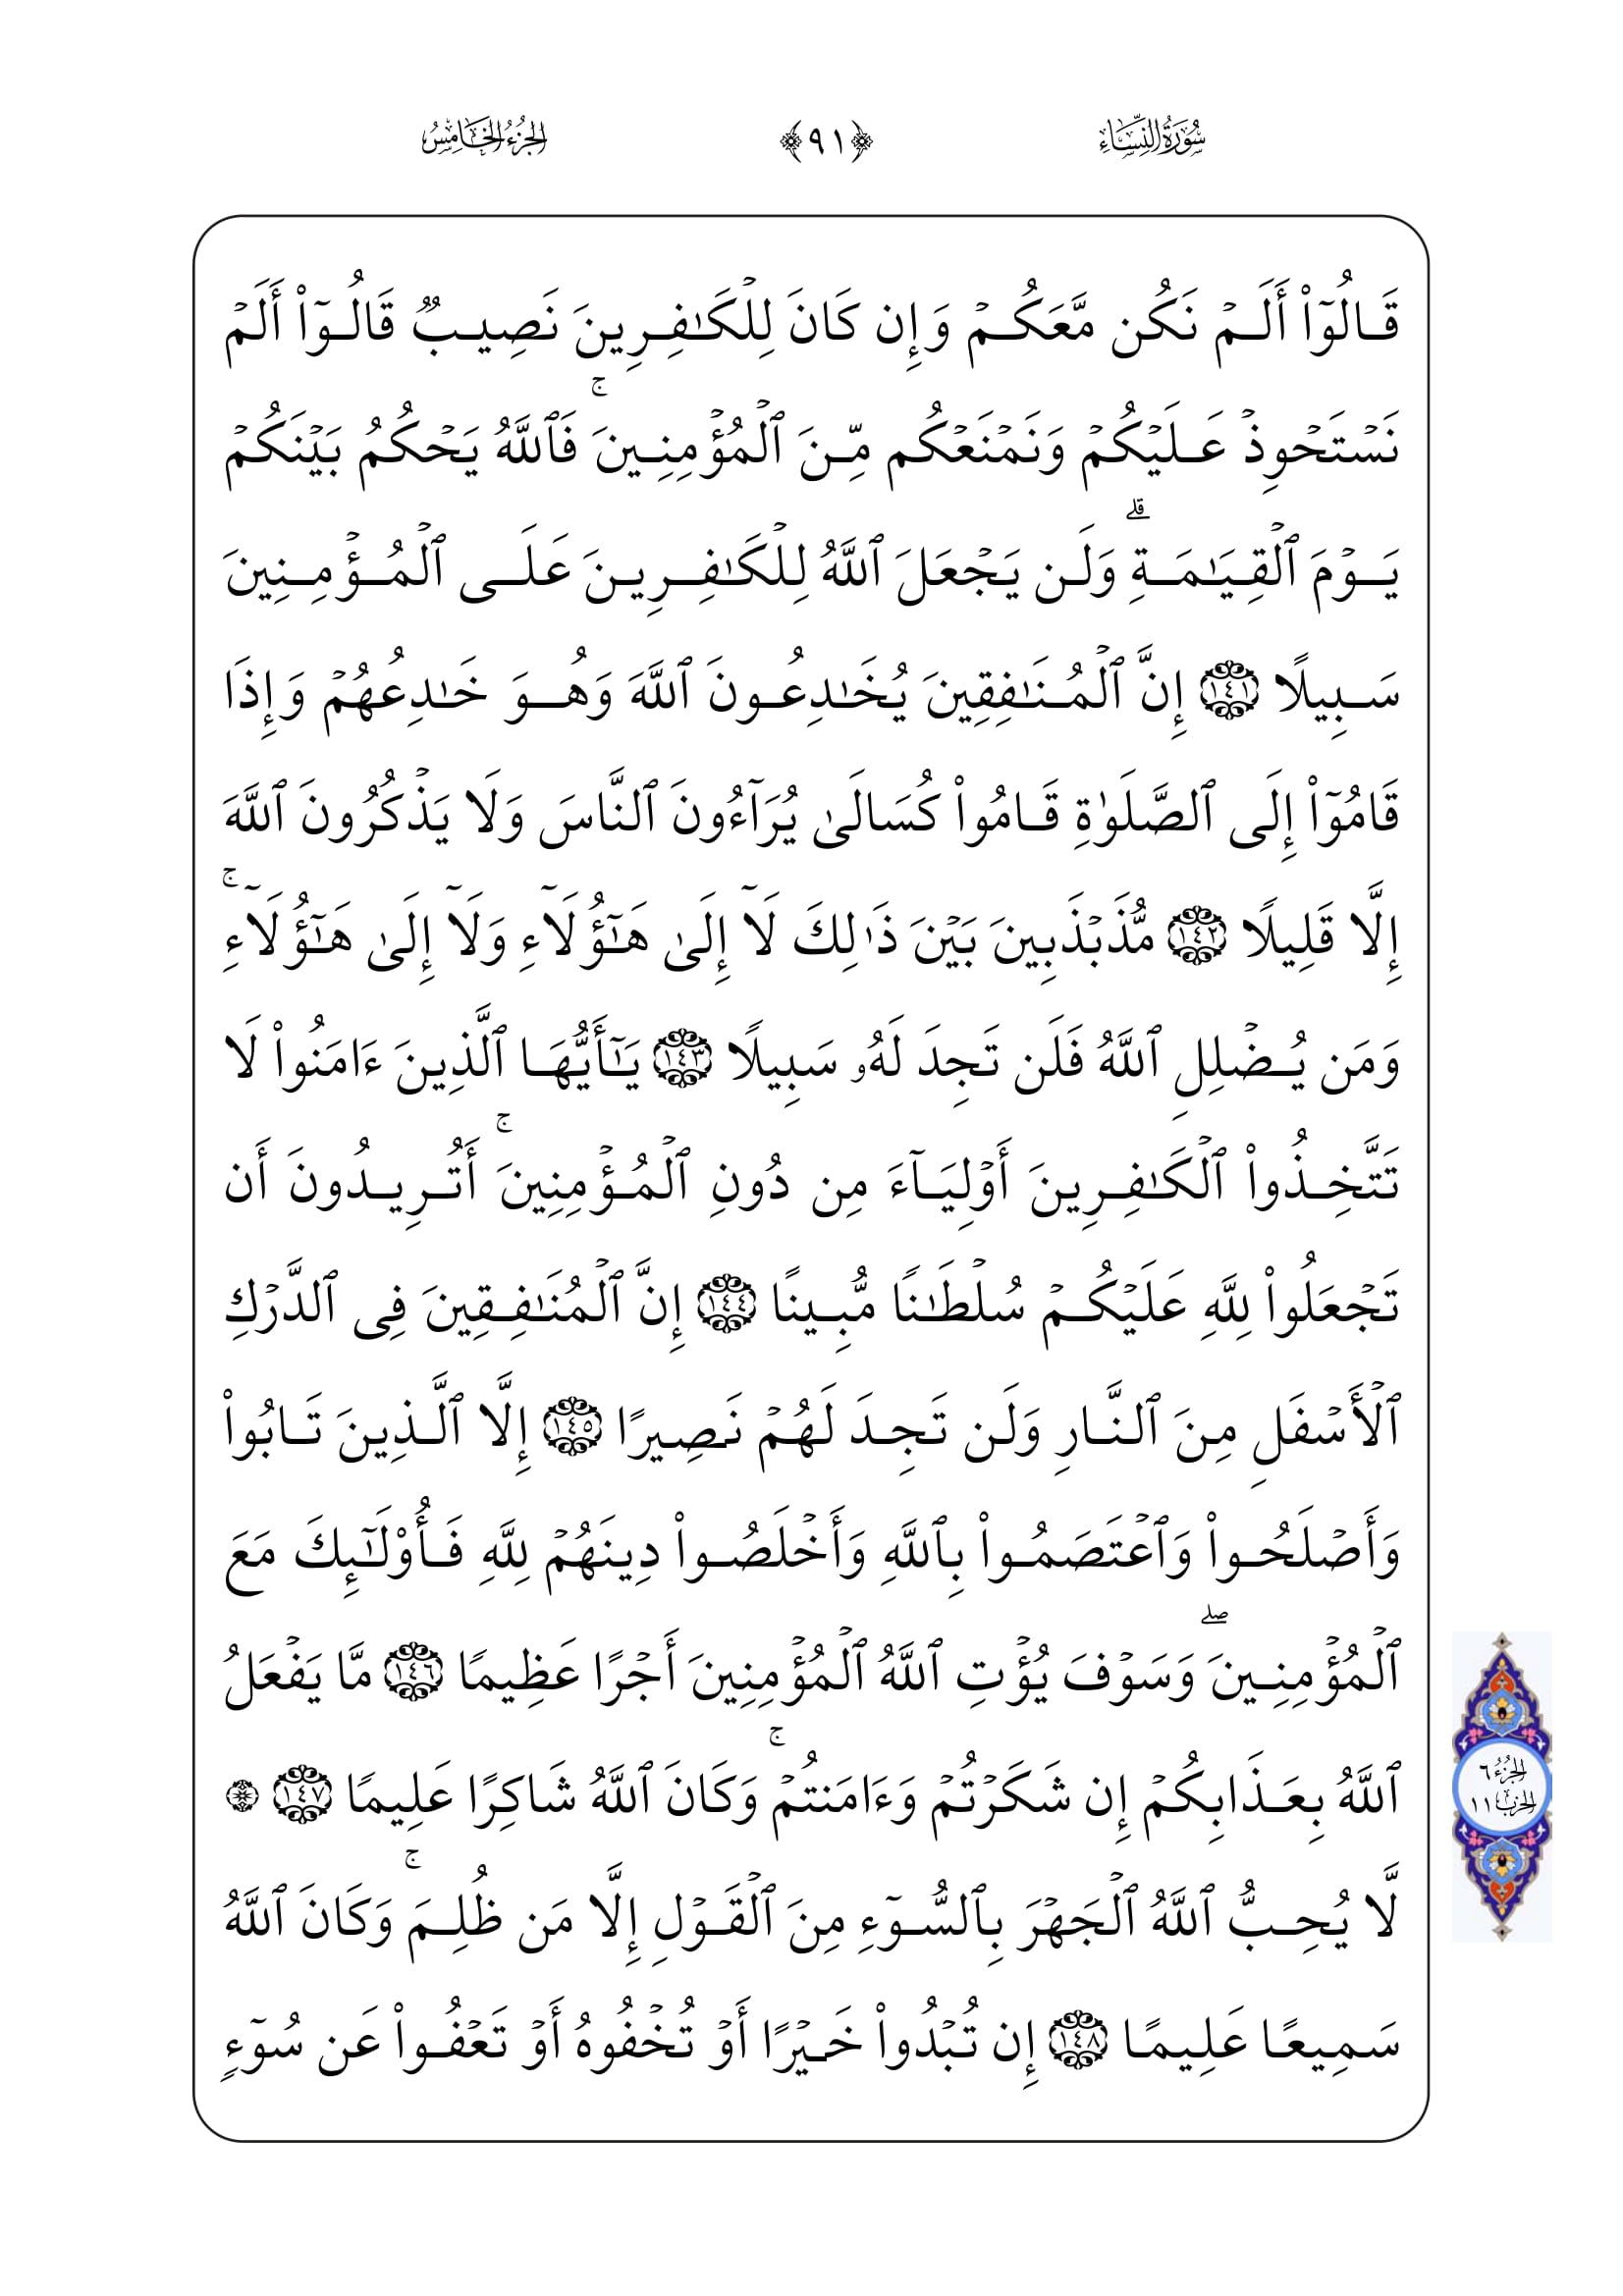 سُورَةُ النِّسَاءِ ﴿٩١﴾ الجُزْءُ الخَامِسُ
قَالُوٓا۟ أَلَمۡ نَكُن مَّعَكُمۡ وَإِن كَانَ لِلۡكَـٰفِرِينَ نَصِيبٌ قَالُوٓا۟ أَلَمۡ
نَسۡتَحۡوِذۡ عَلَيۡكُمۡ وَنَمۡنَعۡكُم مِّنَ ٱلۡمُؤۡمِنِينَۚ فَٱللَّهُ يَحۡكُمُ بَيۡنَكُمۡ
يَوۡمَ ٱلۡقِيَـٰمَةِۗ وَلَن يَجۡعَلَ ٱللَّهُ لِلۡكَـٰفِرِينَ عَلَى ٱلۡمُؤۡمِنِينَ
سَبِيلًا ١٤١ إِنَّ ٱلۡمُنَـٰفِقِينَ يُخَـٰدِعُونَ ٱللَّهَ وَهُوَ خَـٰدِعُهُمۡ وَإِذَا
قَامُوٓا۟ إِلَى ٱلصَّلَوٰةِ قَامُوا۟ كُسَالَىٰ يُرَآءُونَ ٱلنَّاسَ وَلَا يَذۡكُرُونَ ٱللَّهَ
إِلَّا قَلِيلًا ١٤٢ مُّذَبۡذَبِينَ بَيۡنَ ذَٰلِكَ لَآ إِلَىٰ هَـٰٓؤُلَآءِ وَلَآ إِلَىٰ هَـٰٓؤُلَآءِۚ
وَمَن يُضۡلِلِ ٱللَّهُ فَلَن تَجِدَ لَهُۥ سَبِيلًا ١٤٣ يَـٰٓأَيُّهَا ٱلَّذِينَ ءَامَنُوا۟ لَا
تَتَّخِذُوا۟ ٱلۡكَـٰفِرِينَ أَوۡلِيَآءَ مِن دُونِ ٱلۡمُؤۡمِنِينَۚ أَتُرِيدُونَ أَن
تَجۡعَلُوا۟ لِلَّهِ عَلَيۡكُمۡ سُلۡطَـٰنًا مُّبِينًا ١٤٤ إِنَّ ٱلۡمُنَـٰفِقِينَ فِى ٱلدَّرۡكِ
ٱلۡأَسۡفَلِ مِنَ ٱلنَّارِ وَلَن تَجِدَ لَهُمۡ نَصِيرًا ١٤٥ إِلَّا ٱلَّذِينَ تَابُوا۟
وَأَصۡلَحُوا۟ وَٱعۡتَصَمُوا۟ بِٱللَّهِ وَأَخۡلَصُوا۟ دِينَهُمۡ لِلَّهِ فَأُو۟لَـٰٓئِكَ مَعَ
ٱلۡمُؤۡمِنِينَۖ وَسَوۡفَ يُؤۡتِ ٱللَّهُ ٱلۡمُؤۡمِنِينَ أَجۡرًا عَظِيمًا ١٤٦ مَّا يَفۡعَلُ
ٱللَّهُ بِعَذَابِكُمۡ إِن شَكَرۡتُمۡ وَءَامَنتُمۡۚ وَكَانَ ٱللَّهُ شَاكِرًا عَلِيمًا ١٤٧ ۞
الجُزْءُ ٦
الحِزْبُ ١١
لَّا يُحِبُّ ٱللَّهُ ٱلۡجَهۡرَ بِٱلسُّوٓءِ مِنَ ٱلۡقَوۡلِ إِلَّا مَن ظُلِمَۚ وَكَانَ ٱللَّهُ
سَمِيعًا عَلِيمًا ١٤٨ إِن تُبۡدُوا۟ خَيۡرًا أَوۡ تُخۡفُوهُ أَوۡ تَعۡفُوا۟ عَن سُوٓءٍ